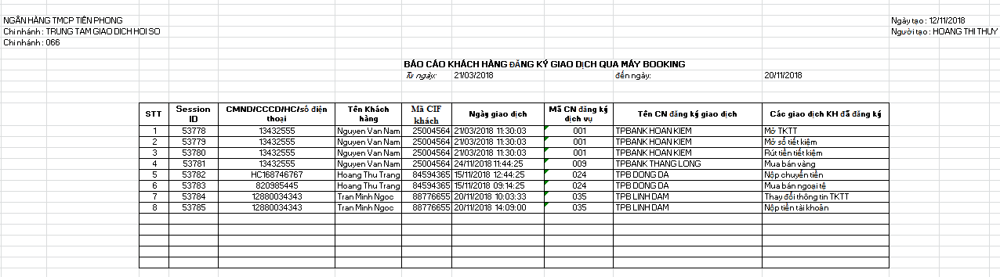 NGÂN HÀNG TMCP TIÊN PHONG Ngày tạo : 12/11/2018
Chi nhánh : TRUNG TAM GIAO DICH HOI SO Người tạo : HOANG THI THUY
Chi nhánh : 066
BÁO CÁO KHÁCH HÀNG ĐĂNG KÝ GIAO DỊCH QUA MÁY BOOKING
Từ ngày: 21/03/2018 đến ngày: 20/11/2018
STT Session ID CMND/CCCD/HC/số điện thoại Tên Khách hàng Mã CIF khách Ngày giao dịch Mã CN đăng ký dịch vụ Tên CN đăng ký giao dịch Các giao dịch KH đã đăng ký
1 53778 13432555 Nguyen Van Nam 25004564 21/03/2018 11:30:03 001 TPBANK HOAN KIEM Mở TKTT
2 53779 13432555 Nguyen Van Nam 25004564 21/03/2018 11:30:03 001 TPBANK HOAN KIEM Mở sổ tiết kiệm
3 53780 13432555 Nguyen Van Nam 25004564 21/03/2018 11:30:03 001 TPBANK HOAN KIEM Rút tiền tiết kiệm
4 53781 13432555 Nguyen Van Nam 25004564 24/11/2018 11:44:25 009 TPBANK THANG LONG Mua bán vàng
5 53782 HC168746767 Hoang Thu Trang 84594365 15/11/2018 12:44:25 024 TPB DONG DA Nộp chuyển tiền
6 53783 820985445 Hoang Thu Trang 84594365 15/11/2018 09:14:25 024 TPB DONG DA Mua bán ngoại tệ
7 53784 12880034343 Tran Minh Ngoc 88776655 20/11/2018 10:03:33 035 TPB LINH DAM Thay đổi thông tin TKTT
8 53785 12880034343 Tran Minh Ngoc 88776655 20/11/2018 14:09:00 035 TPB LINH DAM Nộp tiền tài khoản